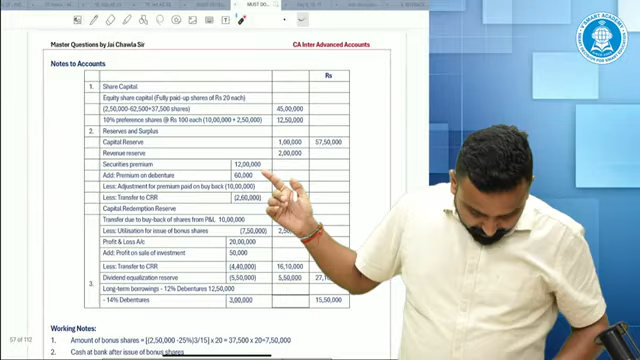 MUST DO...
Master Questions by Jai Chawla Sir
CA Inter Advanced Accounts
Notes to Accounts
Rs
1. Share Capital
Equity share capital (Fully paid-up shares of Rs 20 each)
(2,50,000-62,500+37,500 shares) 45,00,000
10% preference shares @ Rs 100 each (10,00,000 + 2,50,000) 12,50,000
2. Reserves and Surplus
Capital Reserve 1,00,000 57,50,000
Revenue reserve 2,00,000
Securities premium 12,00,000
Add: Premium on debenture 60,000
Less: Adjustment for premium paid on buy back (10,00,000)
Less: Transfer to CRR (2,60,000)
Capital Redemption Reserve
Transfer due to buy-back of shares from P&L 10,00,000
Less: Utilisation for issue of bonus shares (7,50,000)
Profit & Loss A/c 20,00,000
Add: Profit on sale of investment 50,000
Less: Transfer to CRR (4,40,000) 16,10,000
Dividend equalization reserve (5,50,000) 5,50,000
3. Long-term borrowings - 12% Debentures 12,50,000
- 14% Debentures 3,00,000 15,50,000
57 of 112
Working Notes:
1. Amount of bonus shares = [(2,50,000 -25%)3/15] x 20 = 37,500 x 20=7,50,000
2. Cash at bank after issue of bonus shares
V'SMART ACADEMY